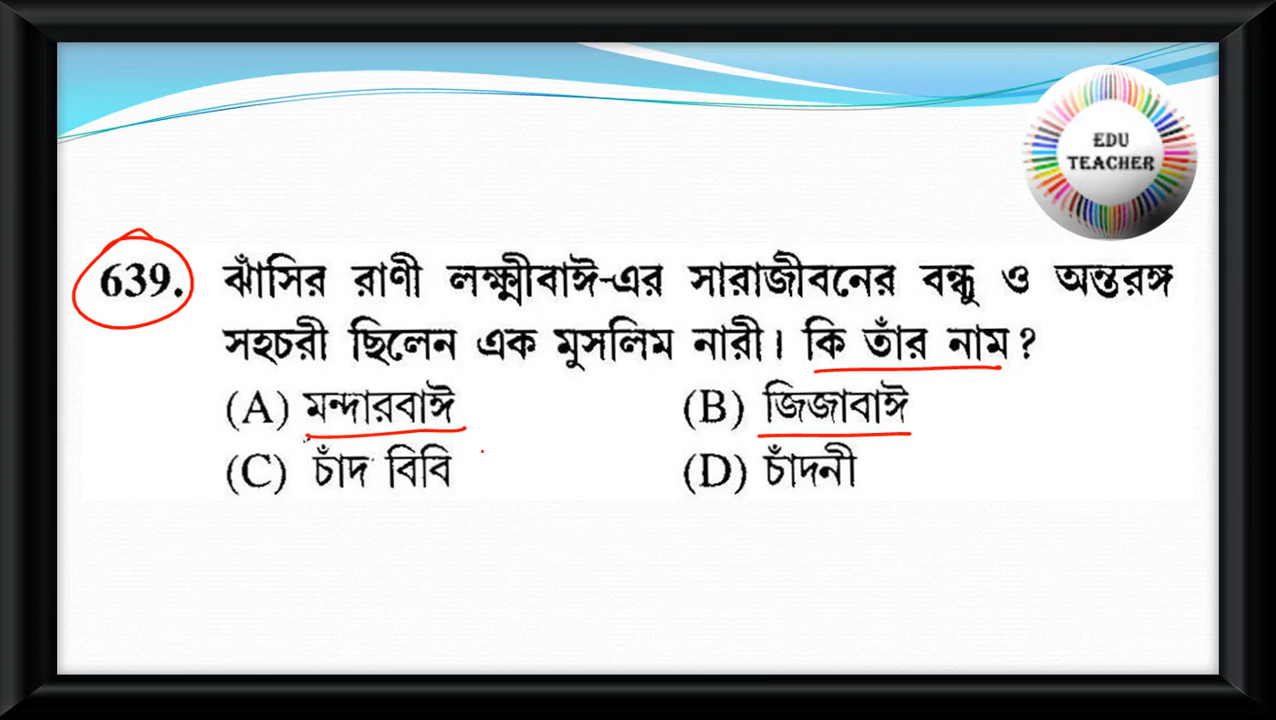 EDU
TEACHER
639. ঝাঁসির রাণী লক্ষ্মীবাঈ-এর সারাজীবনের বন্ধু ও অন্তরঙ্গ
সহচরী ছিলেন এক মুসলিম নারী। কি তাঁর নাম?
(A) মন্দারবাঈ (B) জিজাবাঈ
(C) চাঁদ বিবি (D) চাঁদনী